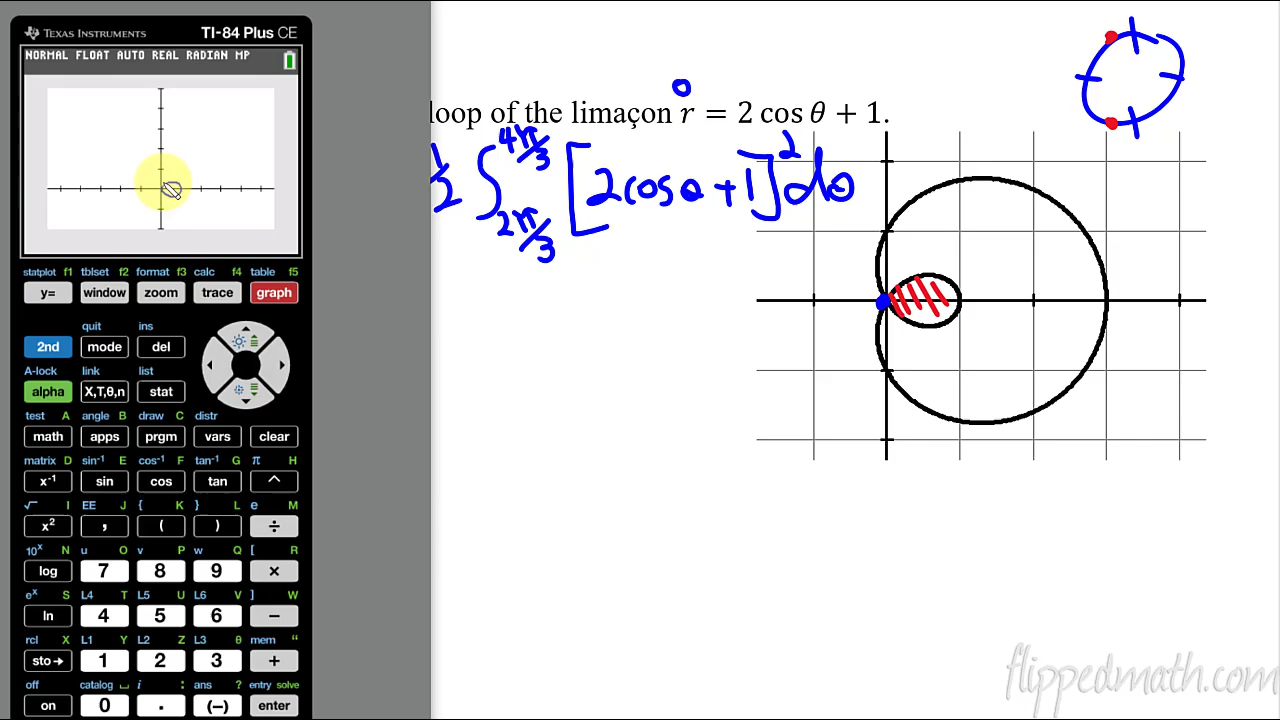 TEXAS INSTRUMENTS TI-84 Plus CE
NORMAL FLOAT AUTO REAL RADIAN MP
0
loop of the limaçon r = 2 cos θ + 1.
1/2 ∫ 2π/3 4π/3 [2cosθ+1]² dθ
statplot f1 tblset f2 format f3 calc f4 table f5
y= window zoom trace graph
quit ins
2nd mode del
A-lock link list
alpha X,T,θ,n stat
test A angle B draw C distr
math apps prgm vars clear
matrix D sin⁻¹ E cos⁻¹ F tan⁻¹ G π H
x⁻¹ sin cos tan ^
√ I EE J { K } L e M
x² , ( ) ÷
10ˣ N u O v P w Q [ R
log 7 8 9 ×
eˣ S L4 T L5 U L6 V ] W
ln 4 5 6 −
rcl X L1 Y L2 Z L3 θ mem "
sto→ 1 2 3 +
off catalog ⎵ i : ans ? entry solve
on 0 . (−) enter
flippedmath.com